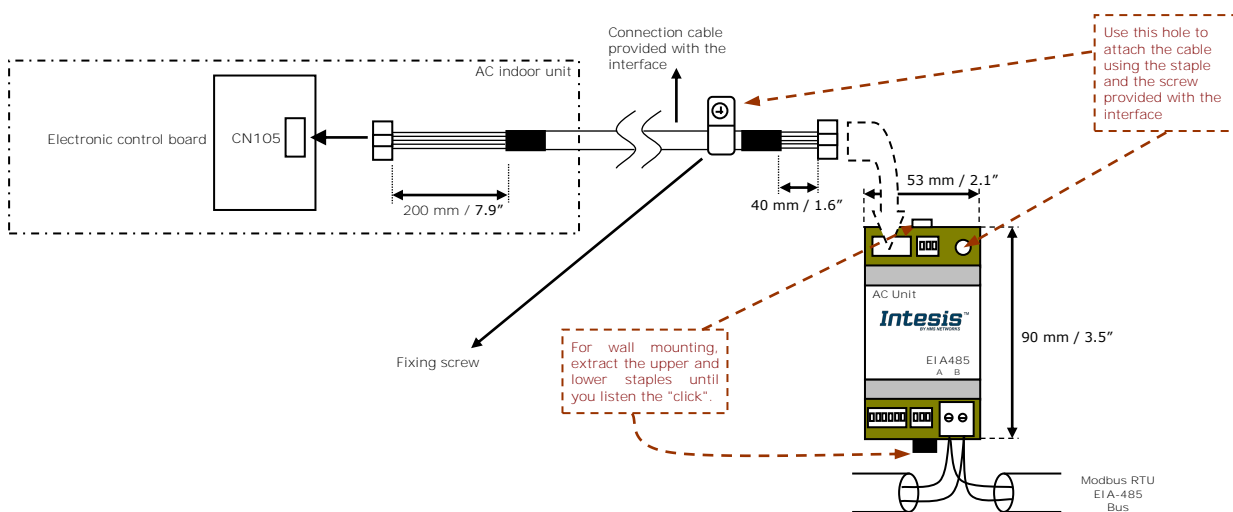 Connection cable
provided with the
interface
Use this hole to
attach the cable
using the staple
and the screw
provided with the
interface
AC indoor unit
Electronic control board
CN105
200 mm / 7.9”
40 mm / 1.6”
53 mm / 2.1”
AC Unit
Intesis™
BY HMS NETWORKS
EIA485
A B
90 mm / 3.5”
Fixing screw
For wall mounting,
extract the upper and
lower staples until
you listen the "click".
Modbus RTU
EIA-485
Bus